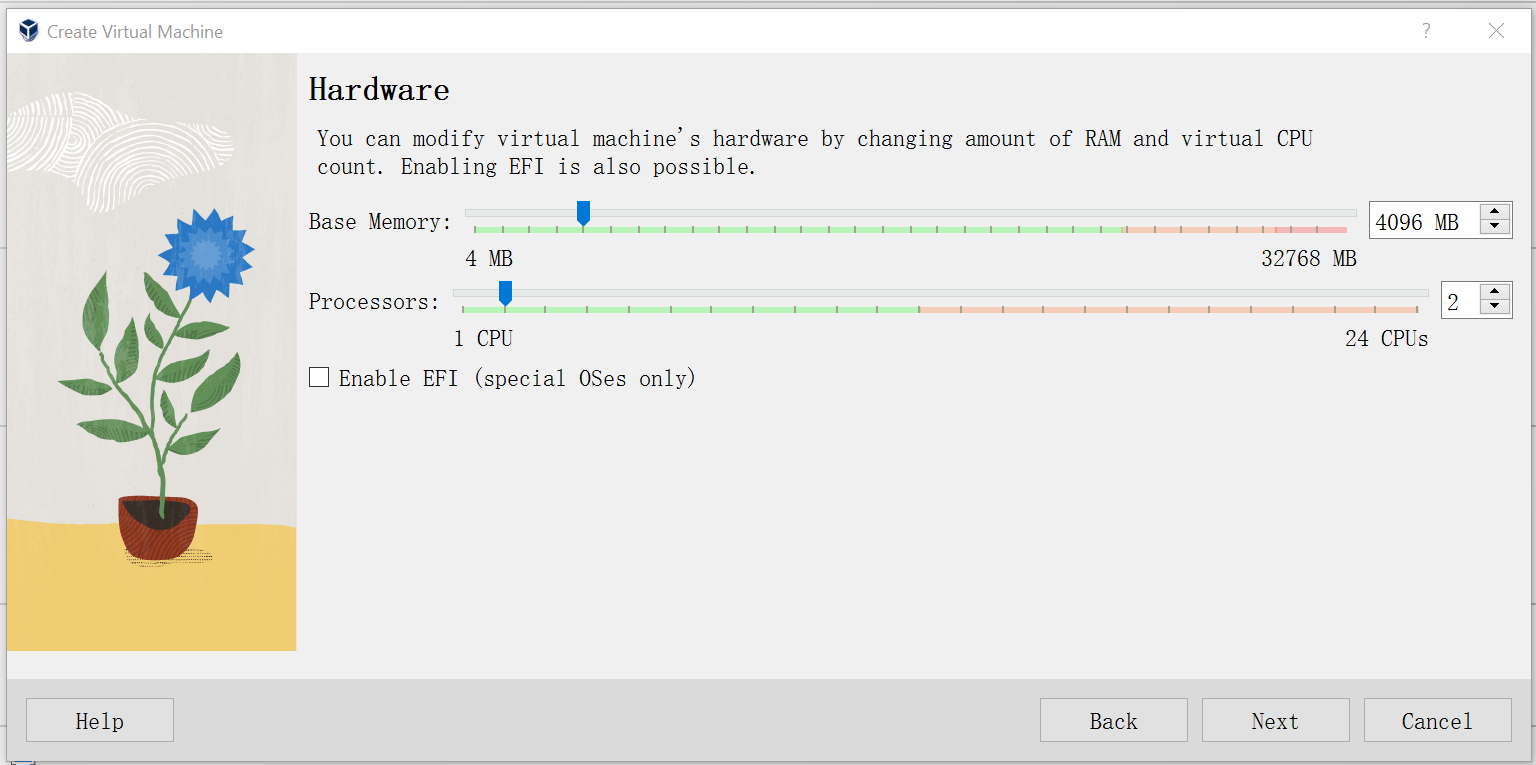 Create Virtual Machine
?
Hardware
You can modify virtual machine's hardware by changing amount of RAM and virtual CPU
count. Enabling EFI is also possible.
Base Memory:
4096 MB
4 MB
32768 MB
Processors:
2
1 CPU
24 CPUs
Enable EFI (special OSes only)
Help
Back
Next
Cancel